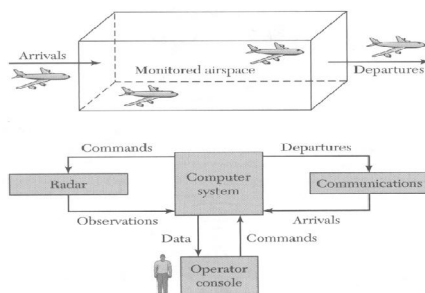 Arrivals
Monitored airspace
Departures
Commands
Departures
Radar
Computer
system
Communications
Observations
Arrivals
Data
Commands
Operator
console